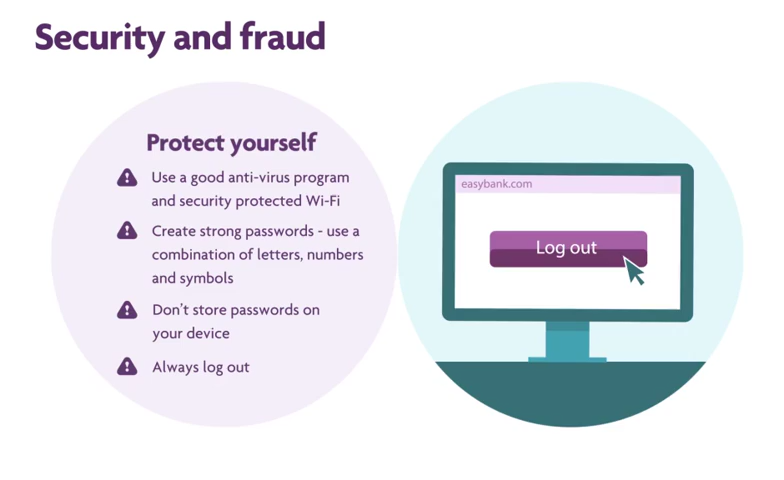 Security and fraud
Protect yourself
Use a good anti-virus program
and security protected Wi-Fi
Create strong passwords - use a
combination of letters, numbers
and symbols
Don’t store passwords on
your device
Always log out
easybank.com
Log out